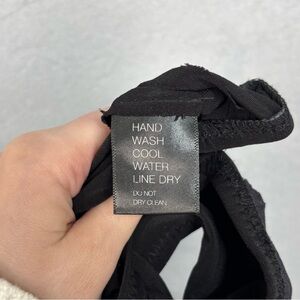 HAND
WASH
COOL
WATER
LINE DRY
DO NOT
DRY CLEAN